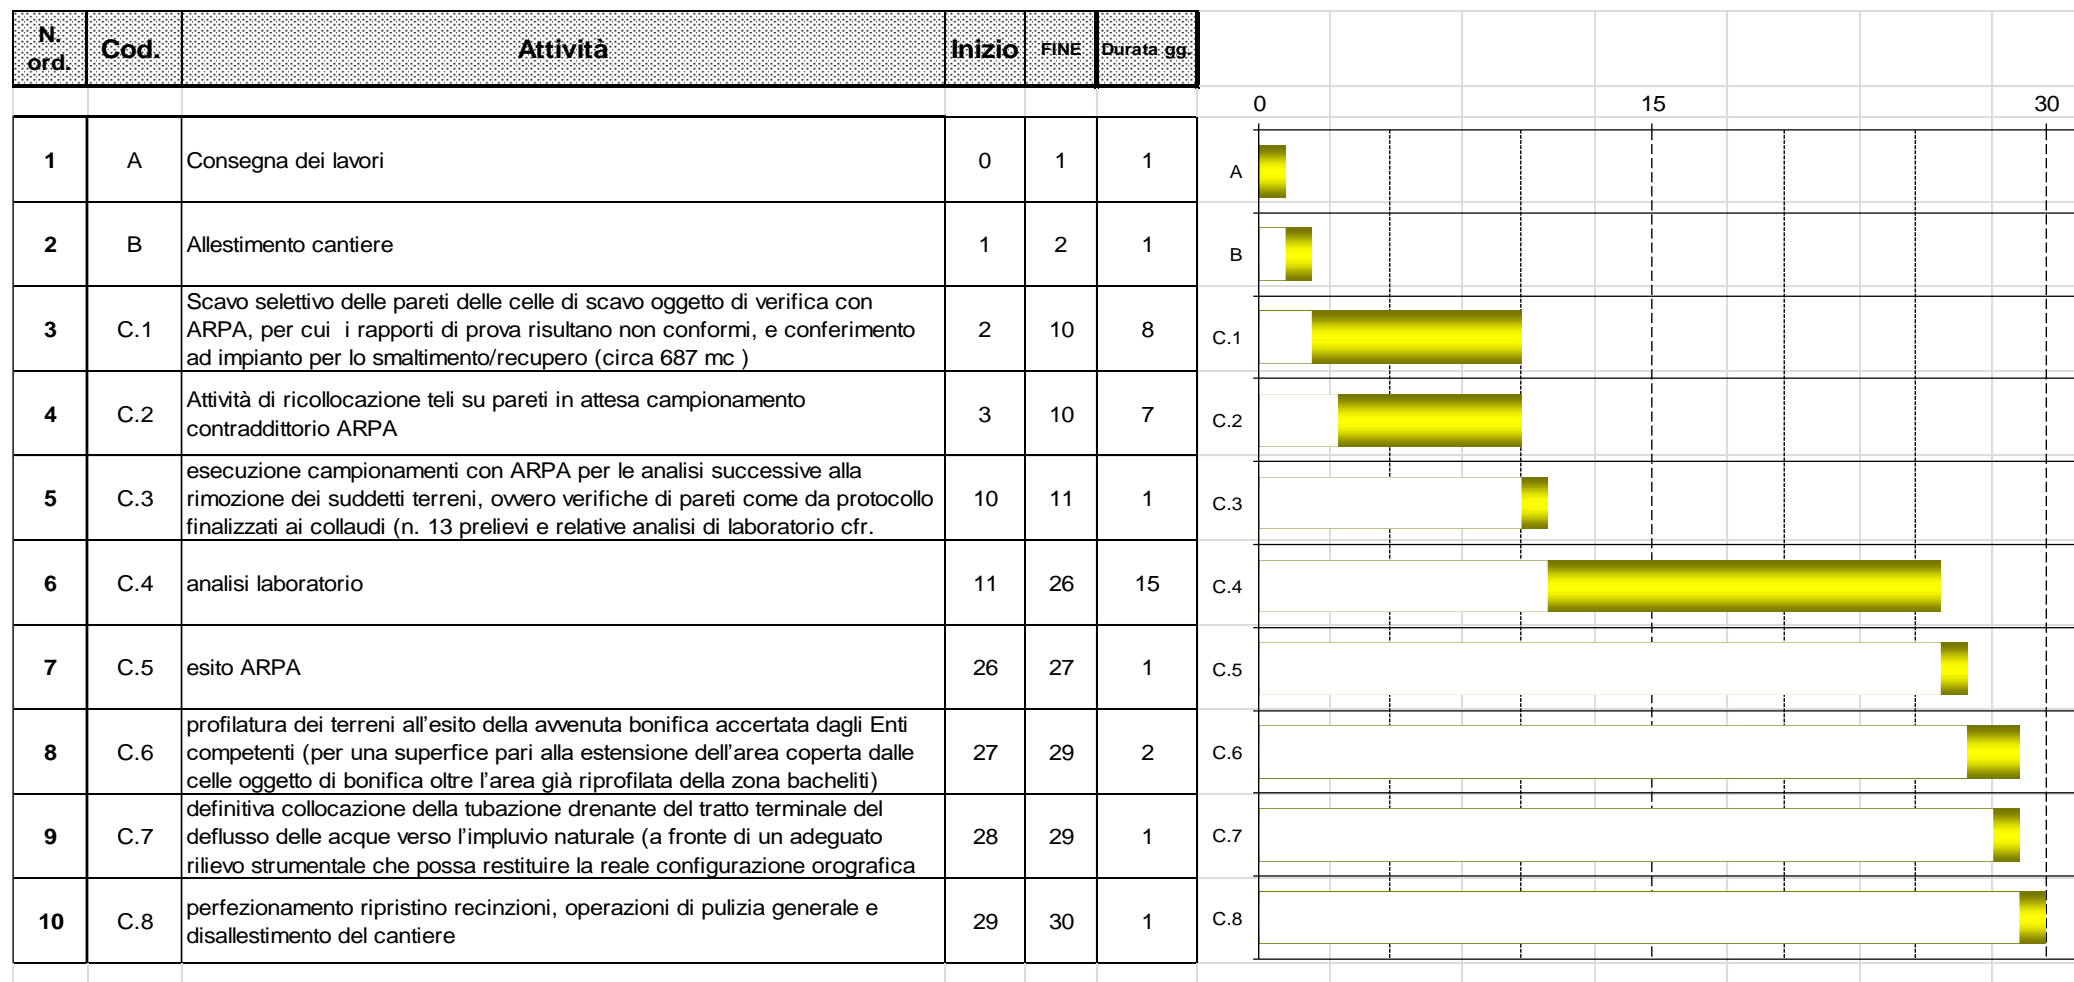 N. ord. Cod. Attività Inizio FINE Durata gg.
0 15 30
1 A Consegna dei lavori 0 1 1
A
2 B Allestimento cantiere 1 2 1
B
Scavo selettivo delle pareti delle celle di scavo oggetto di verifica con
3 C.1 ARPA, per cui i rapporti di prova risultano non conformi, e conferimento 2 10 8
ad impianto per lo smaltimento/recupero (circa 687 mc )
C.1
Attività di ricollocazione teli su pareti in attesa campionamento
4 C.2 contraddittorio ARPA 3 10 7
C.2
esecuzione campionamenti con ARPA per le analisi successive alla
5 C.3 rimozione dei suddetti terreni, ovvero verifiche di pareti come da protocollo 10 11 1
finalizzati ai collaudi (n. 13 prelievi e relative analisi di laboratorio cfr.
C.3
6 C.4 analisi laboratorio 11 26 15
C.4
7 C.5 esito ARPA 26 27 1
C.5
profilatura dei terreni all'esito della avvenuta bonifica accertata dagli Enti
8 C.6 competenti (per una superfice pari alla estensione dell'area coperta dalle 27 29 2
celle oggetto di bonifica oltre l'area già riprofilata della zona bacheliti)
C.6
definitiva collocazione della tubazione drenante del tratto terminale del
9 C.7 deflusso delle acque verso l'impluvio naturale (a fronte di un adeguato 28 29 1
rilievo strumentale che possa restituire la reale configurazione orografica
C.7
perfezionamento ripristino recinzioni, operazioni di pulizia generale e
10 C.8 disallestimento del cantiere 29 30 1
C.8